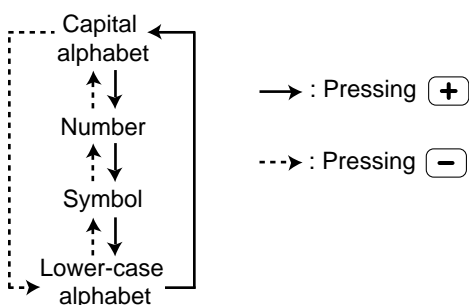 Capital
alphabet
Number
Symbol
Lower-case
alphabet
: Pressing +
: Pressing −